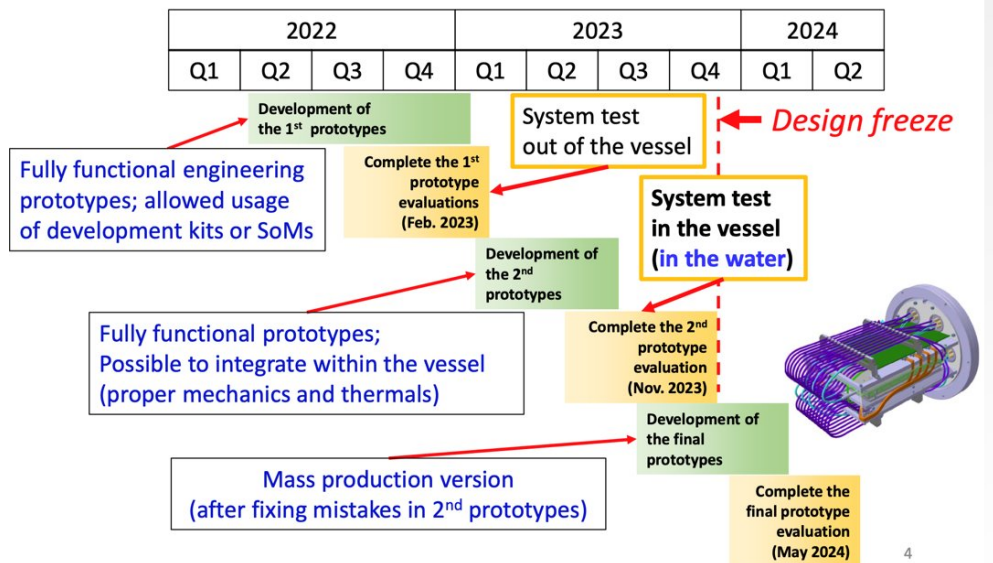 2022 2023 2024
Q1 Q2 Q3 Q4 Q1 Q2 Q3 Q4 Q1 Q2
Development of
the 1st prototypes
System test
out of the vessel
Design freeze
Fully functional engineering
prototypes; allowed usage
of development kits or SoMs
Complete the 1st
prototype
evaluations
(Feb. 2023)
System test
in the vessel
(in the water)
Development of
the 2nd
prototypes
Fully functional prototypes;
Possible to integrate within the vessel
(proper mechanics and thermals)
Complete the 2nd
prototype
evaluation
(Nov. 2023)
Development of
the final
prototypes
Mass production version
(after fixing mistakes in 2nd prototypes)
Complete the
final prototype
evaluation
(May 2024)
4